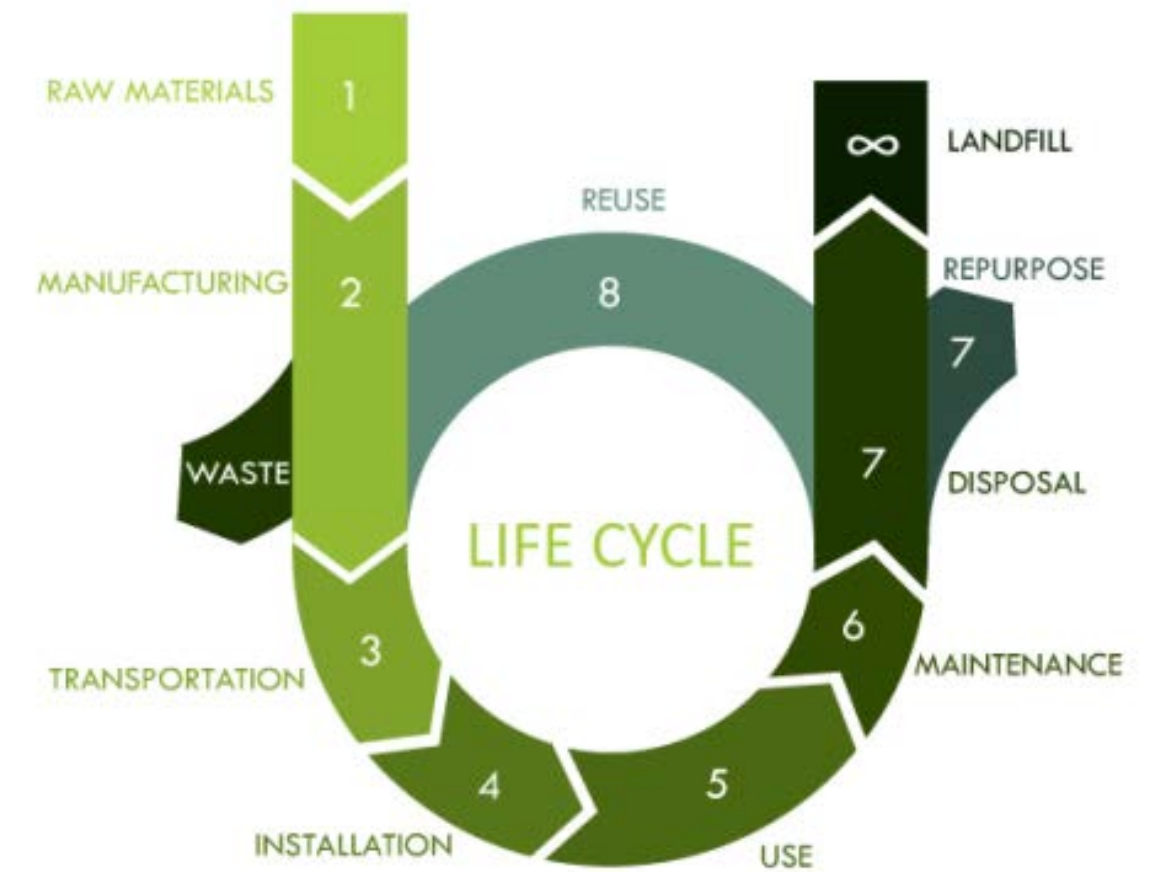 RAW MATERIALS
1
MANUFACTURING
2
WASTE
TRANSPORTATION
3
INSTALLATION
4
5
USE
6
MAINTENANCE
7
DISPOSAL
7
REPURPOSE
∞
LANDFILL
REUSE
8
LIFE CYCLE